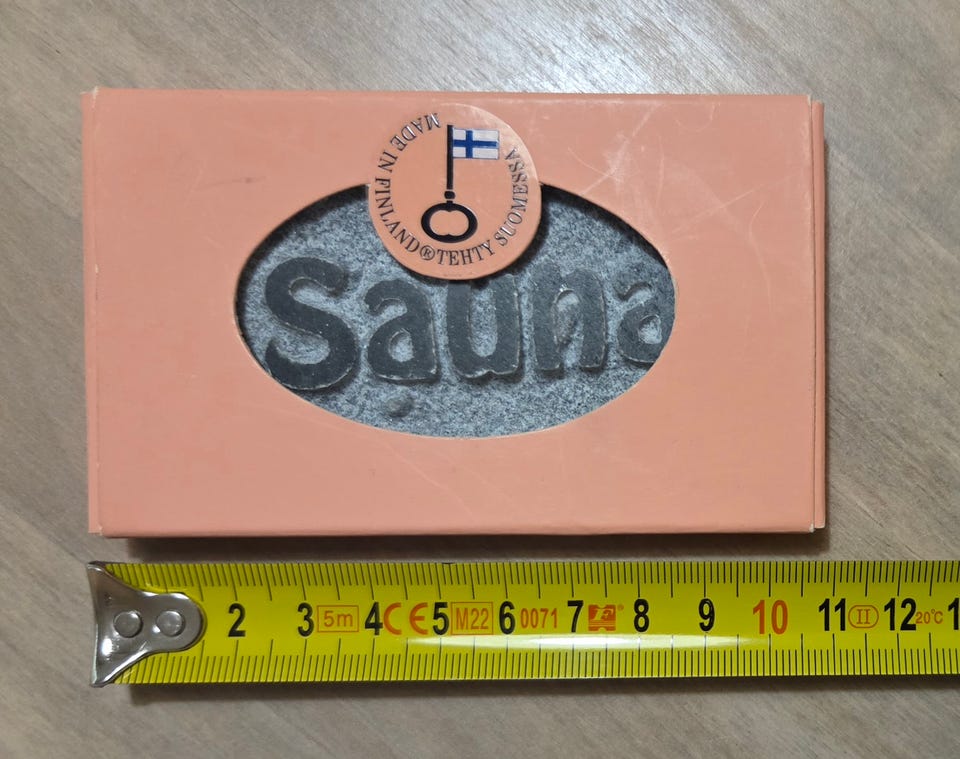 MADE IN FINLAND® TEHTY SUOMESSA
Sauna
2 3 5m 4 CE 5 M22 6 0071 7 8 9 10 11 II 12 20°C 1